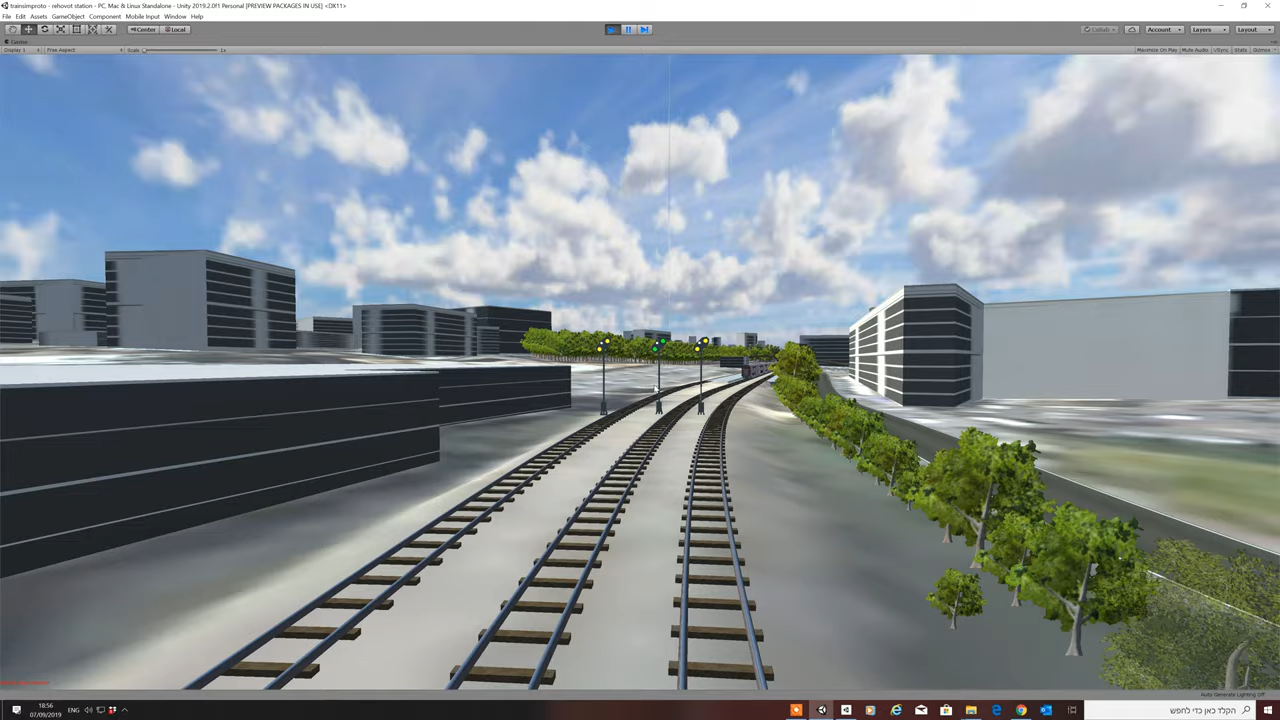 trainsimproto - rehovot station - PC, Mac & Linux Standalone - Unity 2019.2.0f1 Personal [PREVIEW PACKAGES IN USE] <DX11>
File Edit Assets GameObject Component Mobile Input Window Help
Center Local Collab Account Layers Layout
Game
Display 1 Free Aspect Scale 1x Maximize On Play Mute Audio VSync Stats Gizmos
Auto Generate Lighting Off
18:56
07/09/2019
ENG
הקלד כאן כדי לחפש